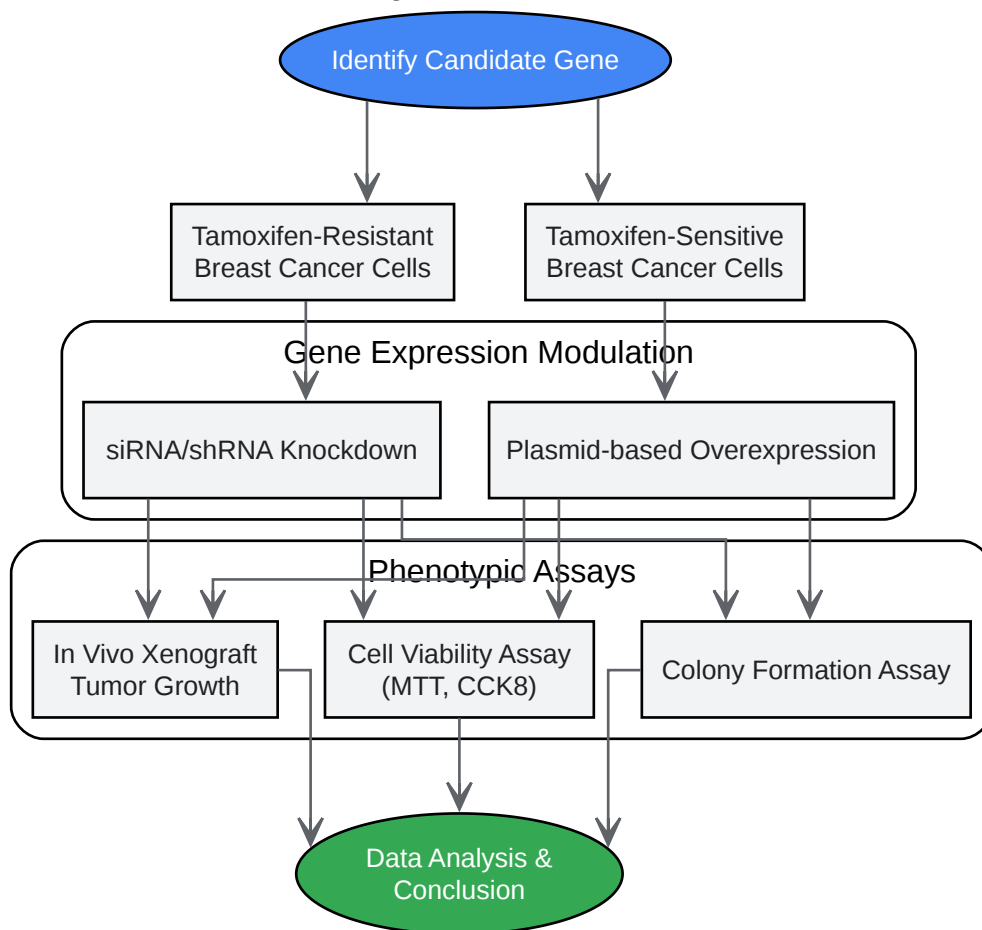 Identify Candidate Gene
Tamoxifen-Resistant
Breast Cancer Cells
Tamoxifen-Sensitive
Breast Cancer Cells
Gene Expression Modulation
siRNA/shRNA Knockdown
Plasmid-based Overexpression
Phenotypic Assays
In Vivo Xenograft
Tumor Growth
Cell Viability Assay
(MTT, CCK8)
Colony Formation Assay
Data Analysis &
Conclusion